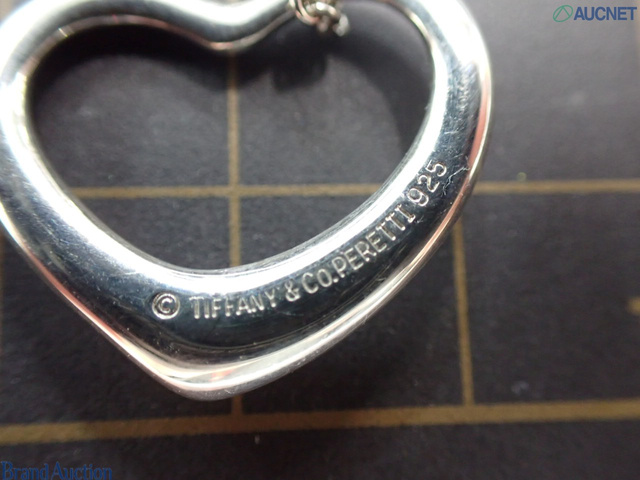 AUCNET
© TIFFANY & CO. PERETTI 925
Brand Auction